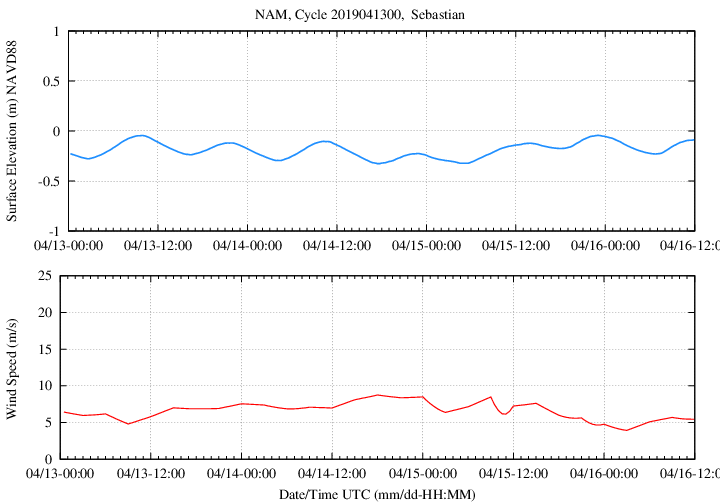 NAM, Cycle 2019041300,  Sebastian
Surface Elevation (m) NAVD88
1
0.5
0
-0.5
-1
04/13-00:00 04/13-12:00 04/14-00:00 04/14-12:00 04/15-00:00 04/15-12:00 04/16-00:00 04/16-12:0
Wind Speed (m/s)
25
20
15
10
5
0
04/13-00:00 04/13-12:00 04/14-00:00 04/14-12:00 04/15-00:00 04/15-12:00 04/16-00:00 04/16-12:0
Date/Time UTC (mm/dd-HH:MM)